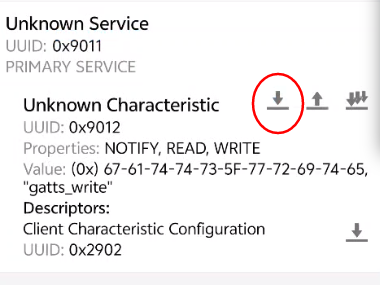 Unknown Service
UUID: 0x9011
PRIMARY SERVICE
Unknown Characteristic
UUID: 0x9012
Properties: NOTIFY, READ, WRITE
Value: (0x) 67-61-74-74-73-5F-77-72-69-74-65,
"gatts_write"
Descriptors:
Client Characteristic Configuration
UUID: 0x2902